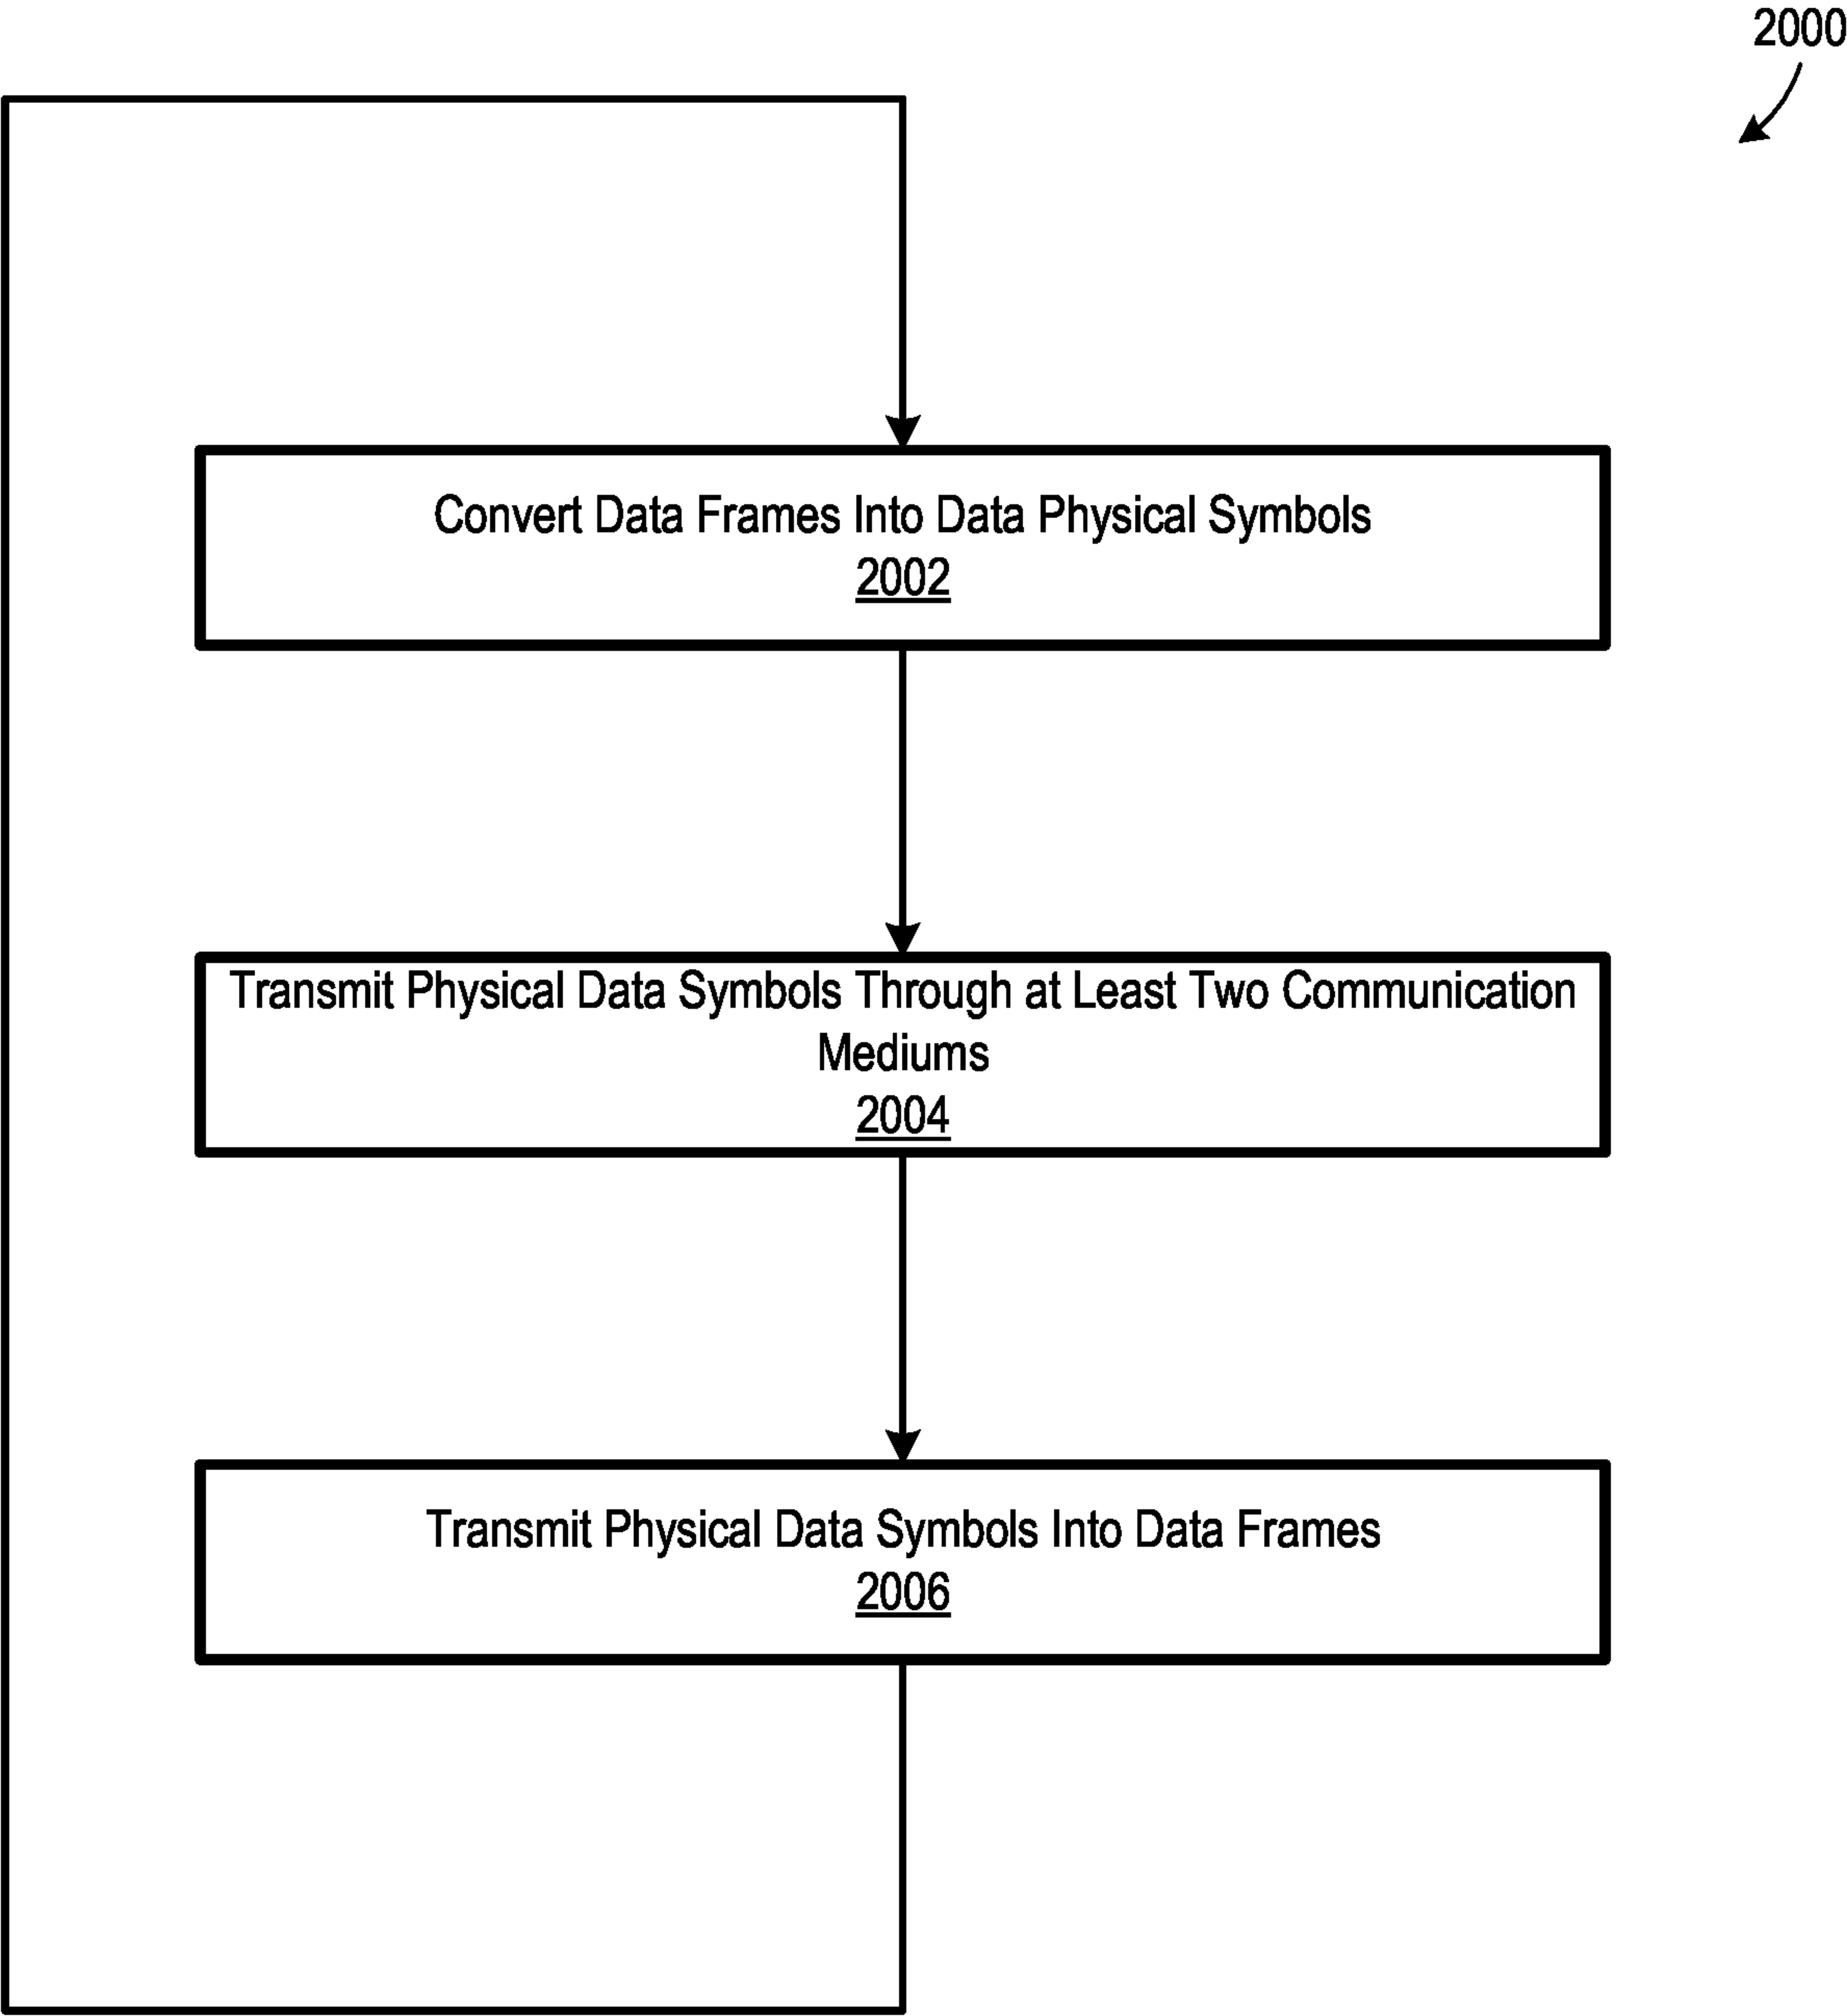 2000
Convert Data Frames Into Data Physical Symbols
2002
Transmit Physical Data Symbols Through at Least Two Communication
Mediums
2004
Transmit Physical Data Symbols Into Data Frames
2006